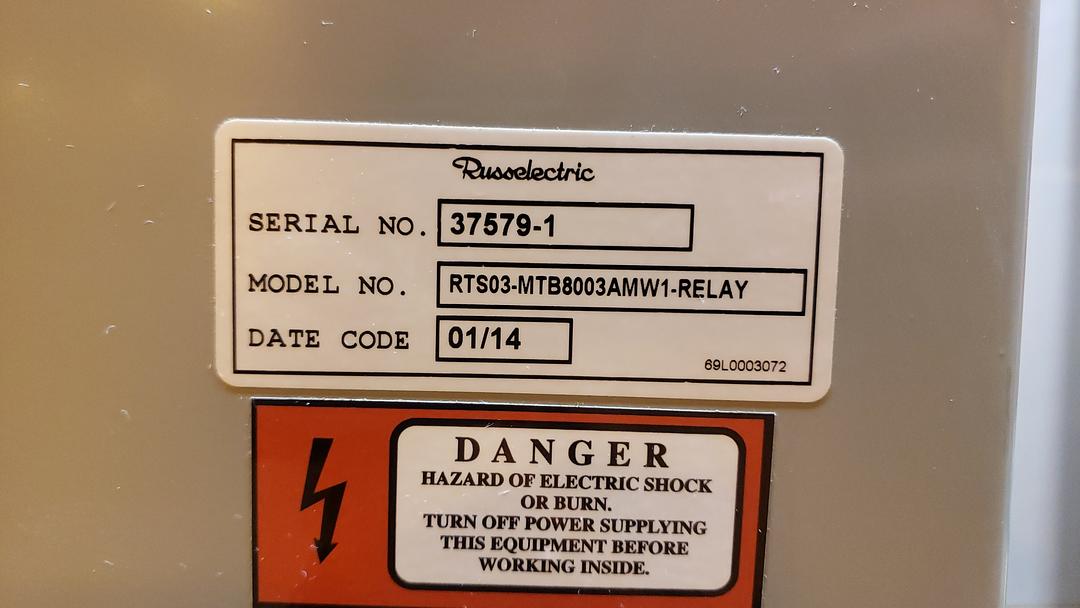 Russelectric
SERIAL NO. 37579-1
MODEL NO. RTS03-MTB8003AMW1-RELAY
DATE CODE 01/14
69L0003072
DANGER
HAZARD OF ELECTRIC SHOCK
OR BURN.
TURN OFF POWER SUPPLYING
THIS EQUIPMENT BEFORE
WORKING INSIDE.